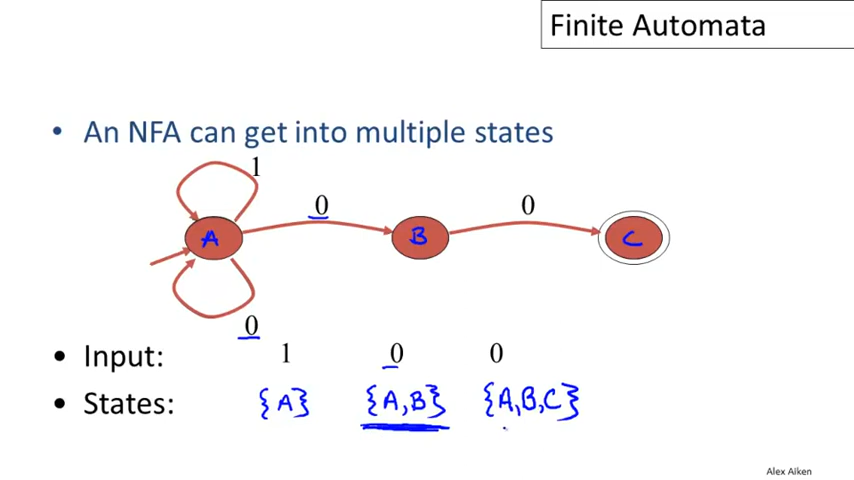 Finite Automata
• An NFA can get into multiple states
1
0 0
A B C
0
• Input: 1 0 0
• States: {A} {A,B} {A,B,C}
Alex Aiken